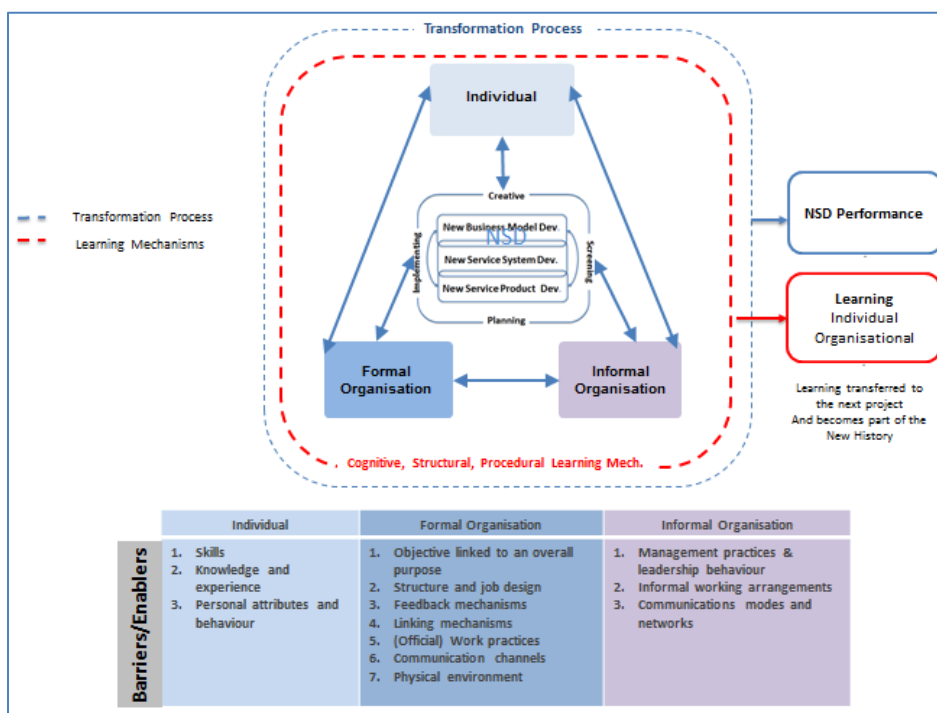 Transformation Process
Individual
Creative
New Business Model Dev.
NSD
New Service System Dev.
New Service Product Dev.
Implementing
Screening
Planning
Formal
Organisation
Informal
Organisation
Cognitive, Structural, Procedural Learning Mech.
Transformation Process
Learning Mechanisms
NSD Performance
Learning
Individual
Organisational
Learning transferred to
the next project
And becomes part of the
New History
Barriers/Enablers
Individual
1. Skills
2. Knowledge and
experience
3. Personal attributes and
behaviour
Formal Organisation
1. Objective linked to an overall
purpose
2. Structure and job design
3. Feedback mechanisms
4. Linking mechanisms
5. (Official) Work practices
6. Communication channels
7. Physical environment
Informal Organisation
1. Management practices &
leadership behaviour
2. Informal working arrangements
3. Communications modes and
networks